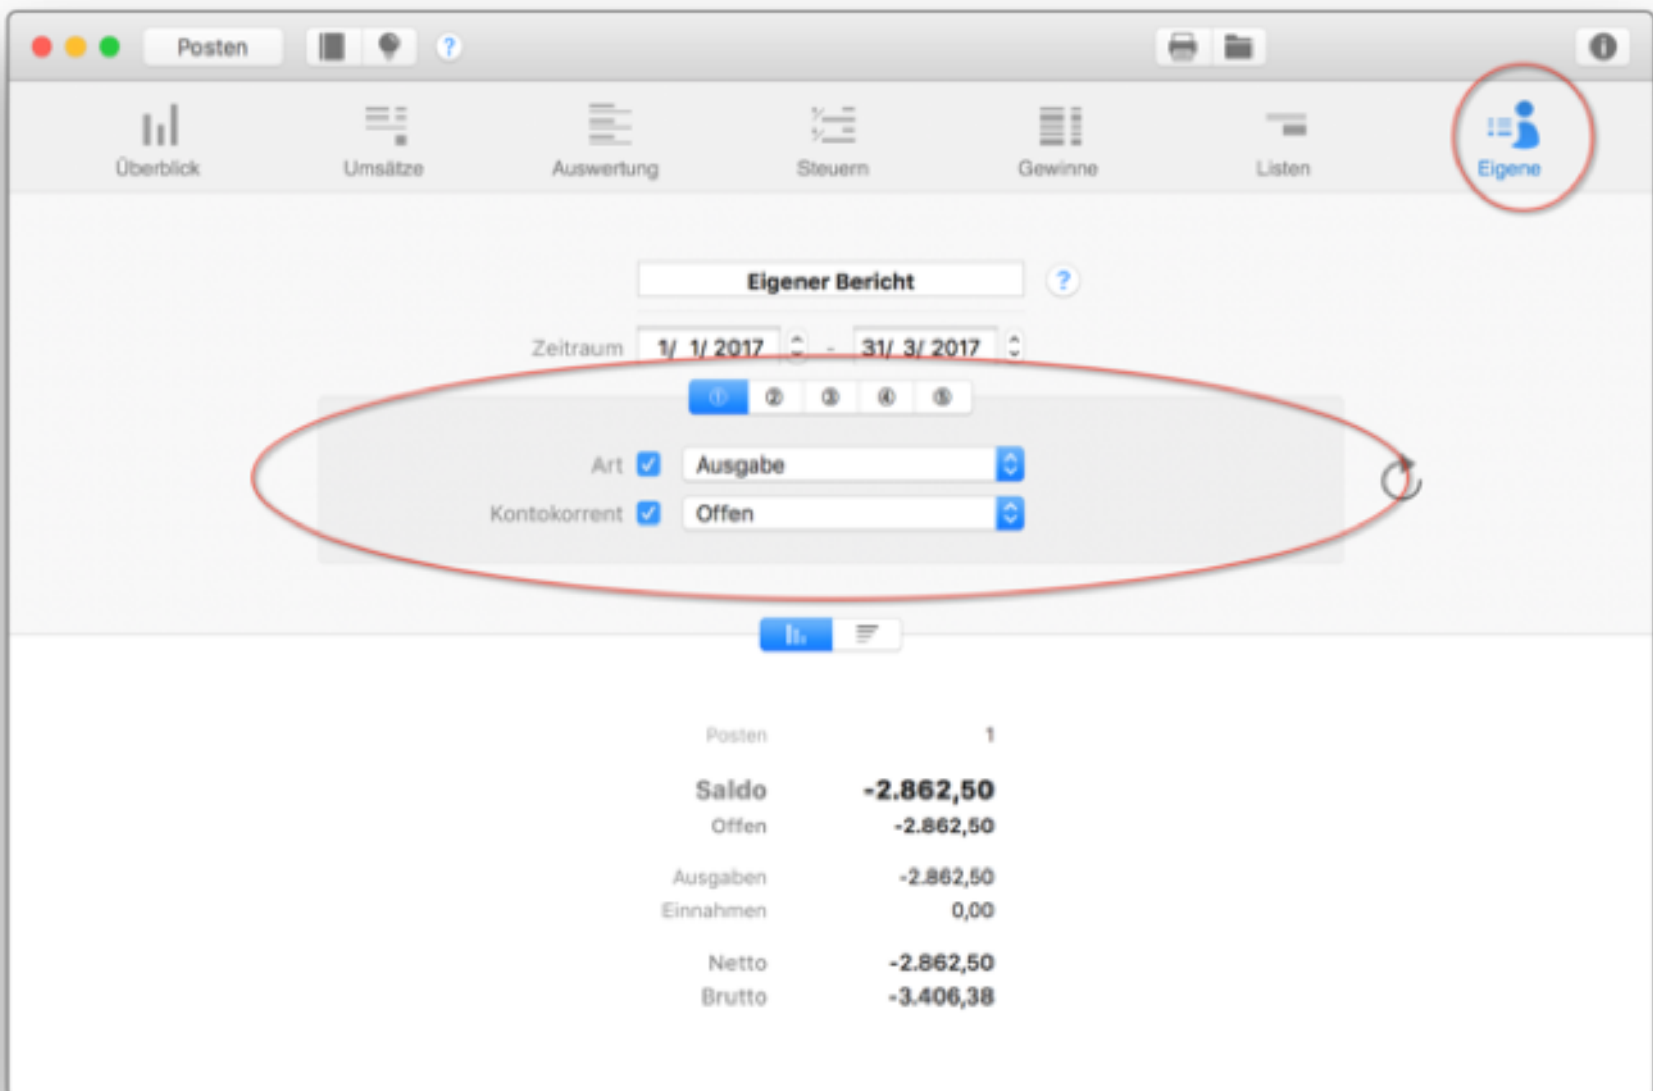 Posten
?
Überblick Umsätze Auswertung Steuern Gewinne Listen Eigene
Eigener Bericht ?
Zeitraum 1/ 1/ 2017 - 31/ 3/ 2017
① ② ③ ④ ⑤
Art Ausgabe
Kontokorrent Offen
Posten 1
Saldo -2.862,50
Offen -2.862,50
Ausgaben -2.862,50
Einnahmen 0,00
Netto -2.862,50
Brutto -3.406,38